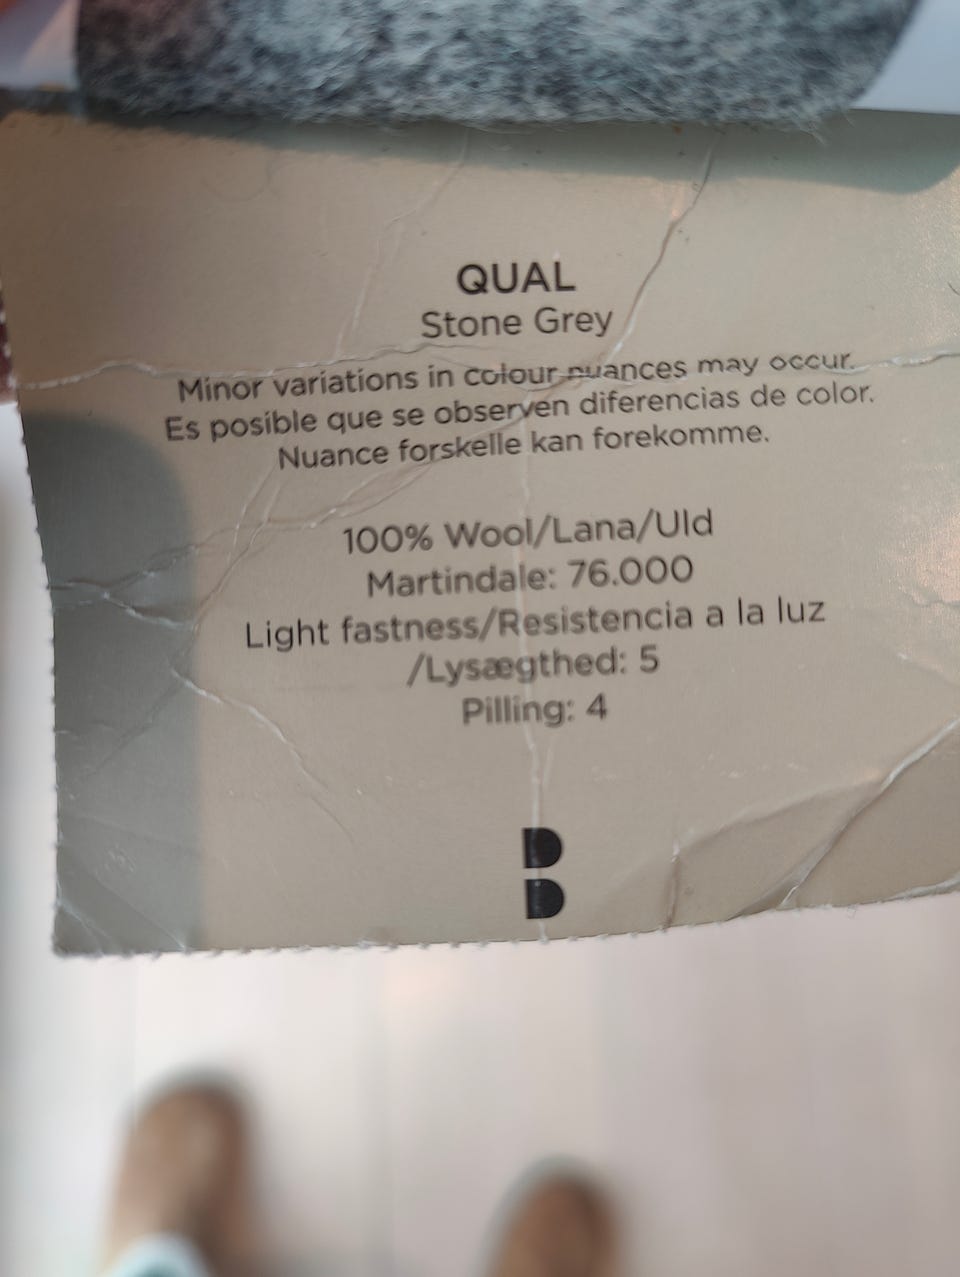 QUAL
Stone Grey
Minor variations in colour nuances may occur.
Es posible que se observen diferencias de color.
Nuance forskelle kan forekomme.
100% Wool/Lana/Uld
Martindale: 76.000
Light fastness/Resistencia a la luz
/Lysægthed: 5
Pilling: 4